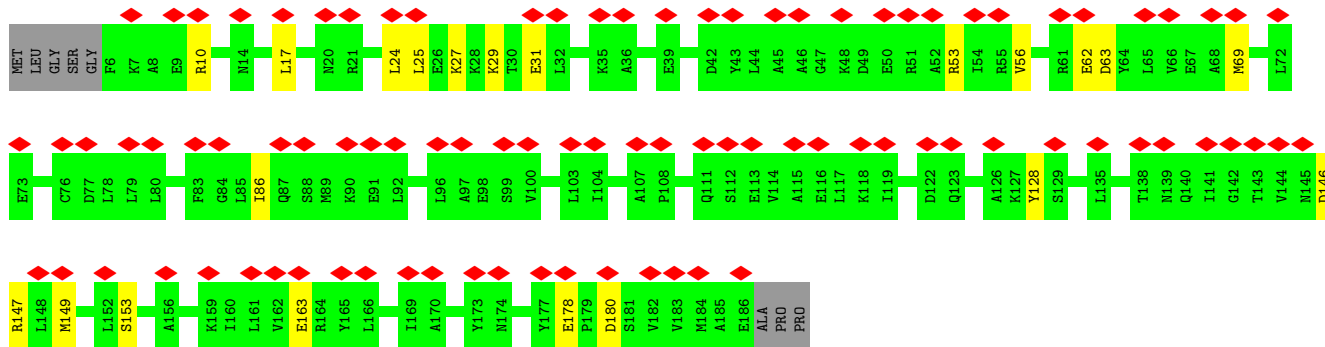 MET LEU GLY SER GLY F6 K7 A8 E9 R10 N14 L17 N20 R21 L24 L25 E26 K27 K28 K29 T30 E31 L32 K35 A36 E39 D42 Y43 L44 A45 A46 G47 K48 D49 E50 R51 A52 R53 I54 R55 V56 R61 E62 D63 Y64 L65 V66 E67 A68 M69 L72
E73 C76 D77 L78 L79 L80 F83 G84 L85 I86 Q87 S88 M89 K90 E91 L92 L96 A97 E98 S99 V100 L103 I104 A107 P108 Q111 S112 E113 V114 A115 E116 L117 K118 I119 D122 Q123 A126 K127 Y128 S129 L135 T138 N139 Q140 I141 G142 T143 V144 N145 D146
R147 L148 M149 L152 S153 A156 K159 I160 L161 V162 E163 R164 Y165 L166 I169 A170 Y173 N174 Y177 E178 P179 D180 S181 V182 V183 M184 A185 E186 ALA PRO PRO